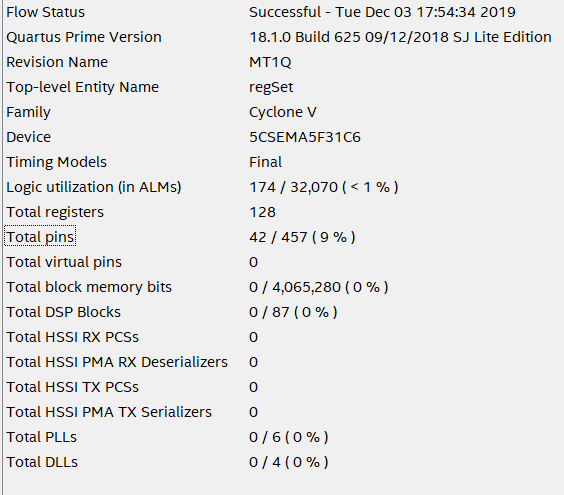 Flow Status Successful - Tue Dec 03 17:54:34 2019
Quartus Prime Version 18.1.0 Build 625 09/12/2018 SJ Lite Edition
Revision Name MT1Q
Top-level Entity Name regSet
Family Cyclone V
Device 5CSEMA5F31C6
Timing Models Final
Logic utilization (in ALMs) 174 / 32,070 ( < 1 % )
Total registers 128
Total pins 42 / 457 ( 9 % )
Total virtual pins 0
Total block memory bits 0 / 4,065,280 ( 0 % )
Total DSP Blocks 0 / 87 ( 0 % )
Total HSSI RX PCSs 0
Total HSSI PMA RX Deserializers 0
Total HSSI TX PCSs 0
Total HSSI PMA TX Serializers 0
Total PLLs 0 / 6 ( 0 % )
Total DLLs 0 / 4 ( 0 % )